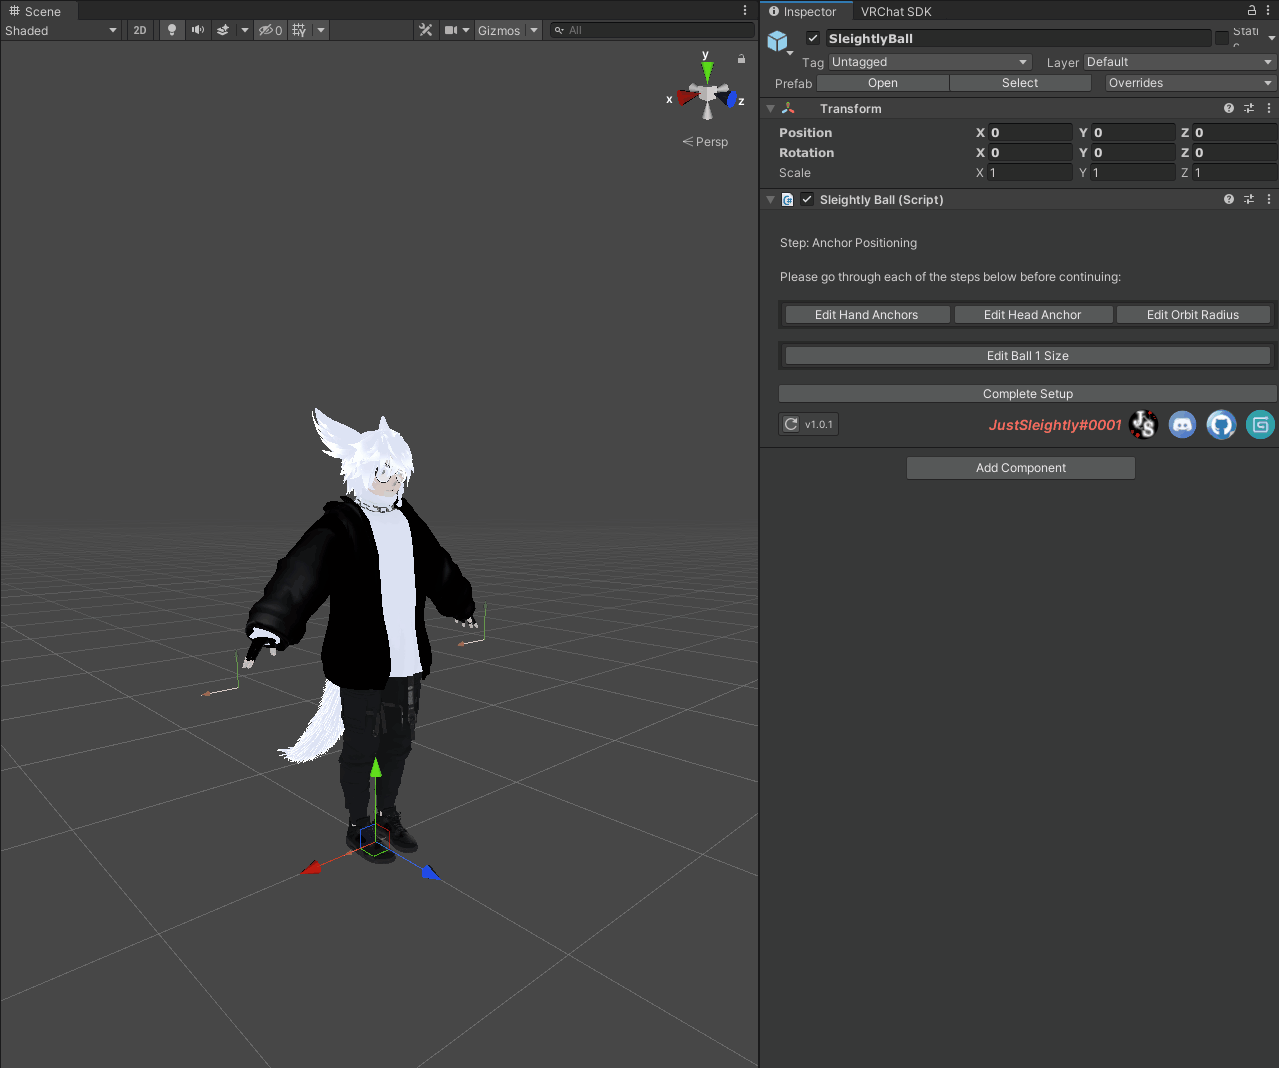 Scene
Shaded
2D
0
Gizmos
All
y
x
z
Persp
Inspector
VRChat SDK
SleightlyBall
Tag
Untagged
Layer
Default
Prefab
Open
Select
Overrides
Transform
Position
X 0
Y 0
Z 0
Rotation
X 0
Y 0
Z 0
Scale
X 1
Y 1
Z 1
Sleightly Ball (Script)
Step: Anchor Positioning
Please go through each of the steps below before continuing:
Edit Hand Anchors
Edit Head Anchor
Edit Orbit Radius
Edit Ball 1 Size
Complete Setup
v1.0.1
JustSleightly#0001
JS
Add Component